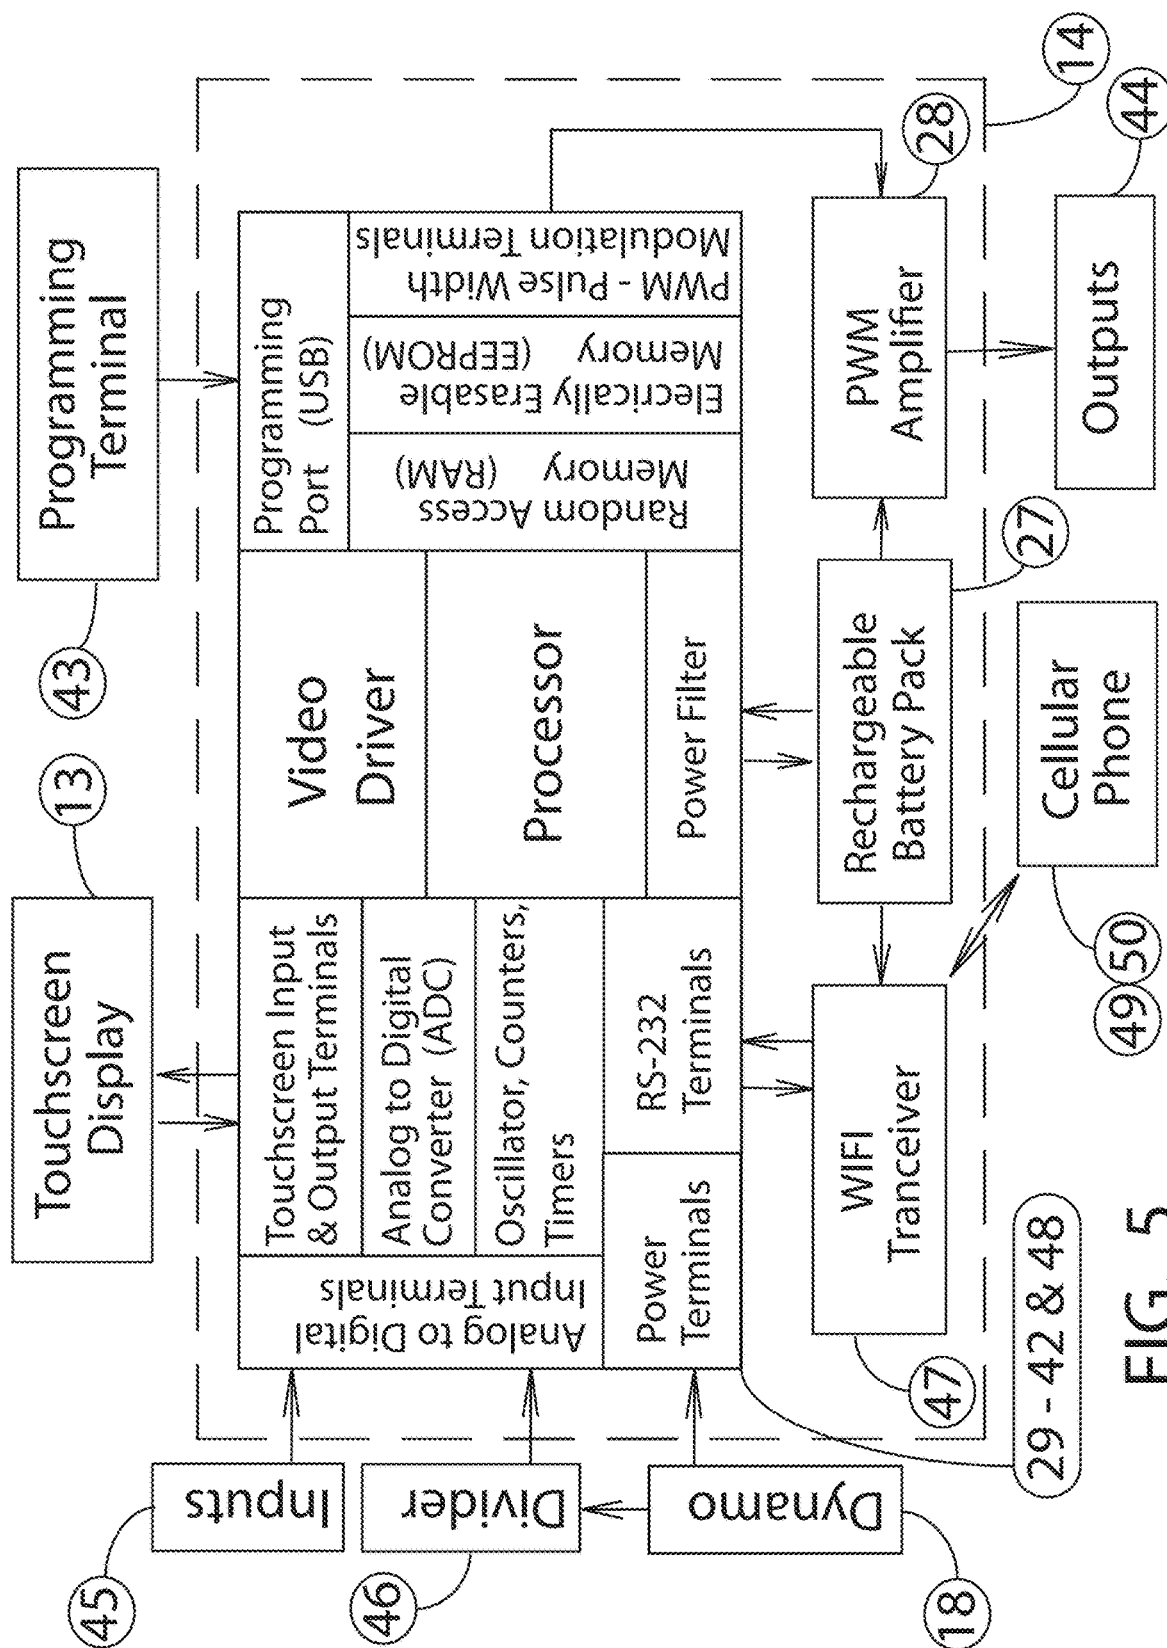 45
Inputs
46
Divider
18
Dynamo
Touchscreen
Display
13
43
Programming
Terminal
Analog to Digital
Input Terminals
Touchscreen Input
& Output Terminals
Analog to Digital
Converter (ADC)
Oscillator, Counters,
Timers
Power
Terminals
RS-232
Terminals
Video
Driver
Processor
Power Filter
Programming
Port (USB)
Random Access
Memory (RAM)
Elecrically Erasable
Memory (EEPROM)
PWM - Pulse Width
Modulation Terminals
47
WIFI
Tranceiver
Rechargeable
Battery Pack
27
PWM
Amplifier
28
14
29 - 42 & 48
49
50
Cellular
Phone
Outputs
44
FIG. 5